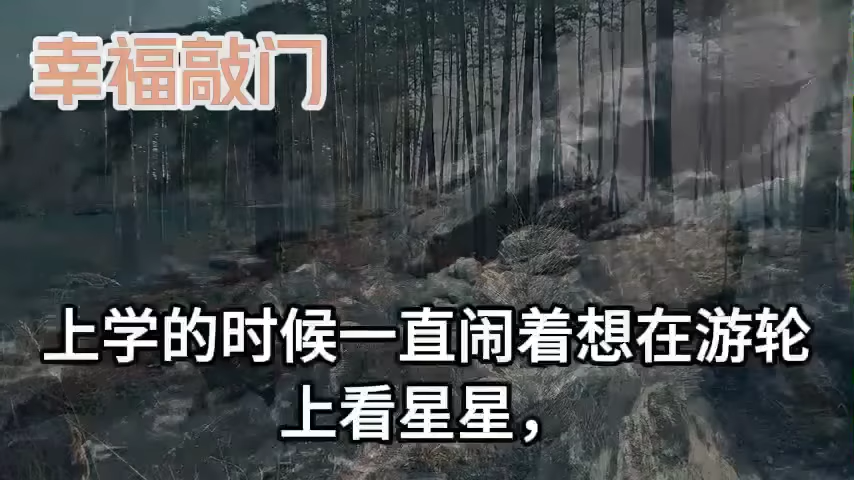 幸福敲门
上学的时候一直闹着想在游轮
上看星星，